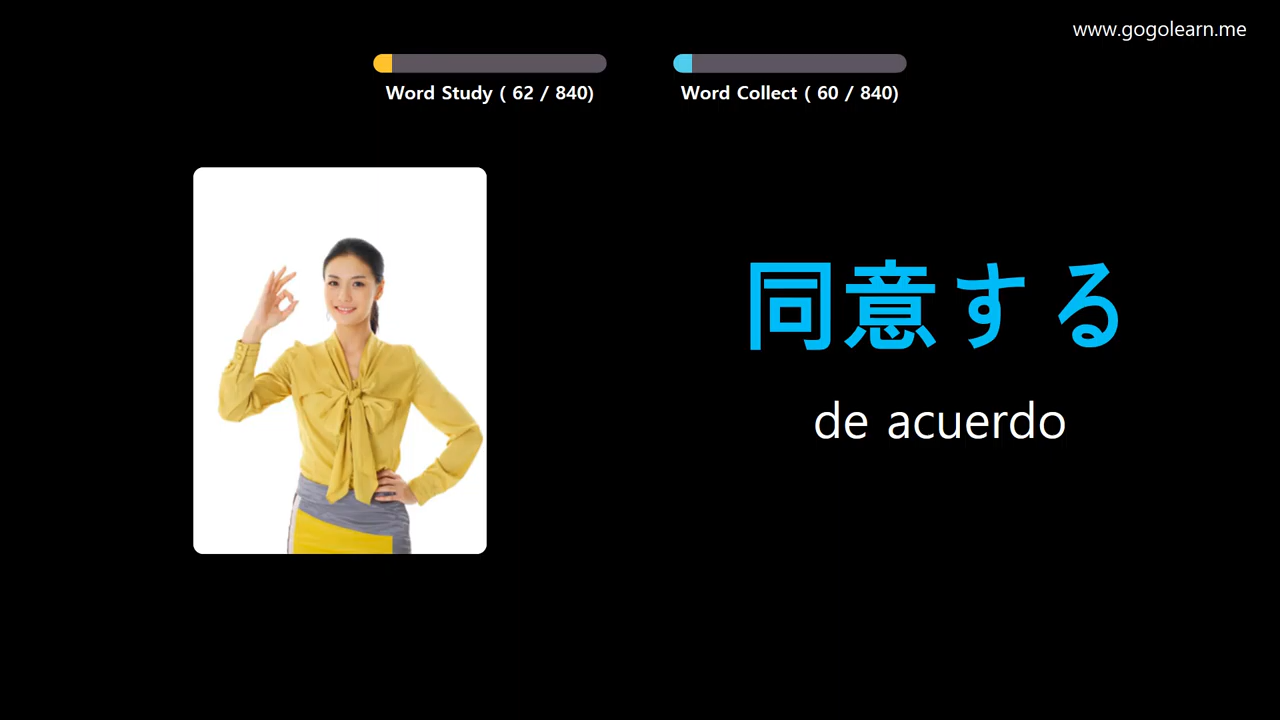 www.gogolearn.me
Word Study ( 62 / 840)
Word Collect ( 60 / 840)
同意する
de acuerdo